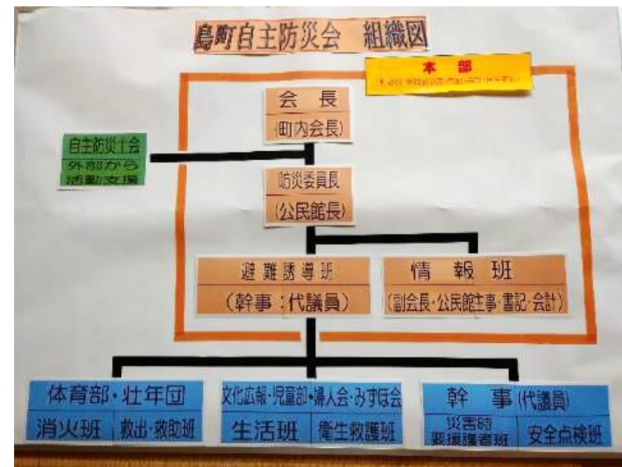 島町自主防災会 組織図
本部
会長
(町内会長)
自主防災士会
外部から
活動支援
防災委員長
(公民館長)
避難誘導班
(幹事:代議員)
情報班
(副会長・公民館主事・書記・会計)
体育部・壮年団
消火班 救出・救助班
文化広報・児童部・婦人会・みずほ会
生活班 衛生救護班
幹事(代議員)
災害時
要援護者班 安全点検班